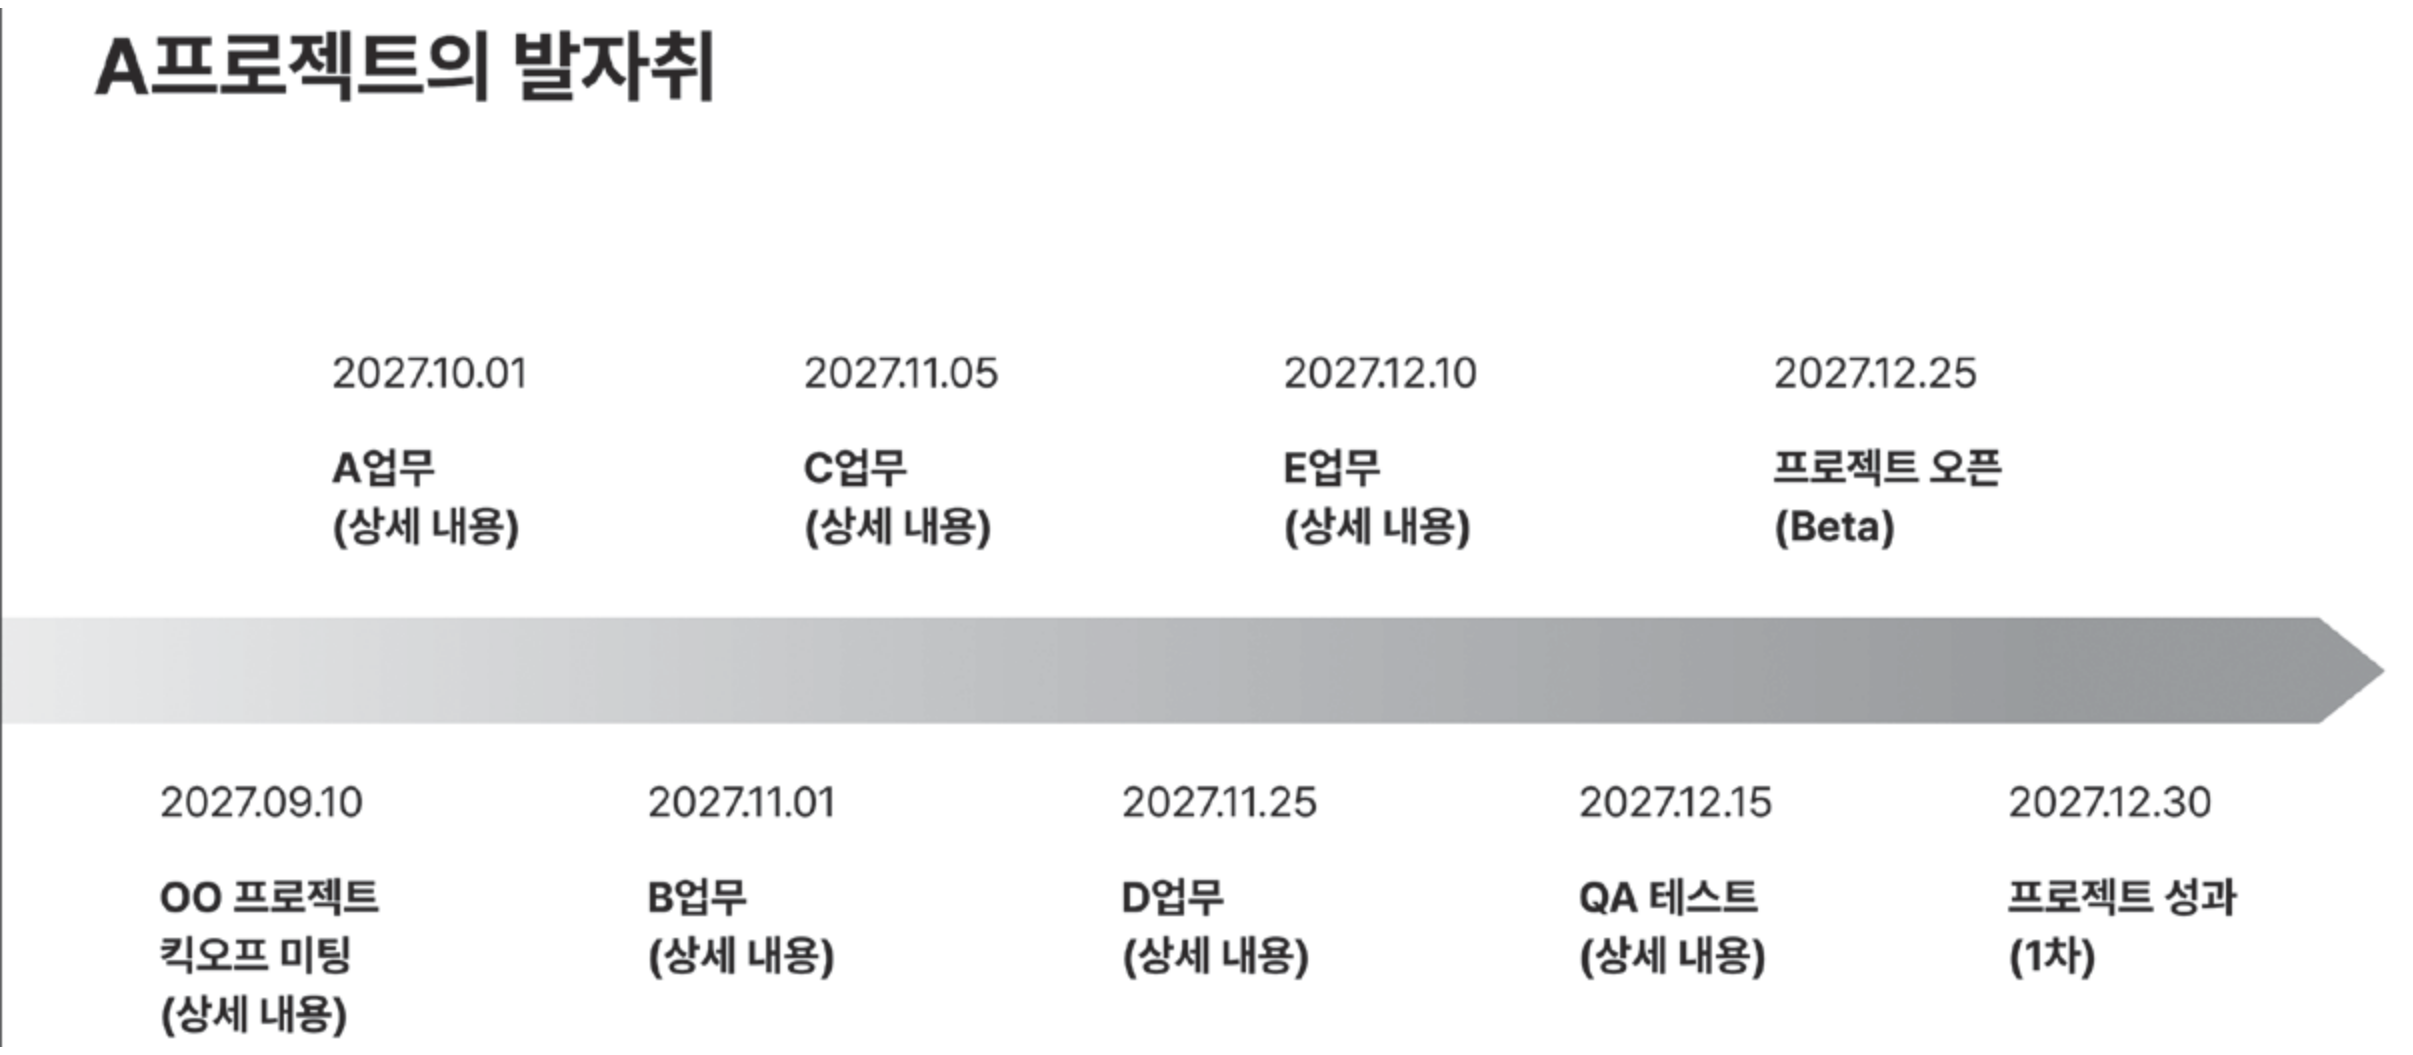 A프로젝트의 발자취
2027.10.01
A업무
(상세 내용)
2027.11.05
C업무
(상세 내용)
2027.12.10
E업무
(상세 내용)
2027.12.25
프로젝트 오픈
(Beta)
2027.09.10
OO 프로젝트
킥오프 미팅
(상세 내용)
2027.11.01
B업무
(상세 내용)
2027.11.25
D업무
(상세 내용)
2027.12.15
QA 테스트
(상세 내용)
2027.12.30
프로젝트 성과
(1차)